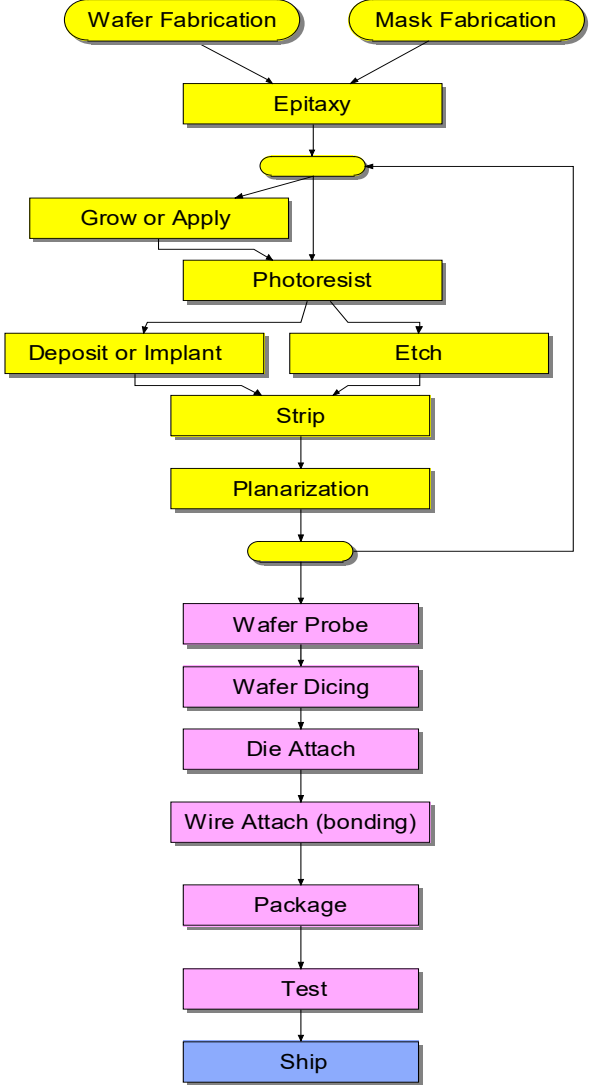 Wafer Fabrication
Mask Fabrication
Epitaxy
Grow or Apply
Photoresist
Deposit or Implant
Etch
Strip
Planarization
Wafer Probe
Wafer Dicing
Die Attach
Wire Attach (bonding)
Package
Test
Ship